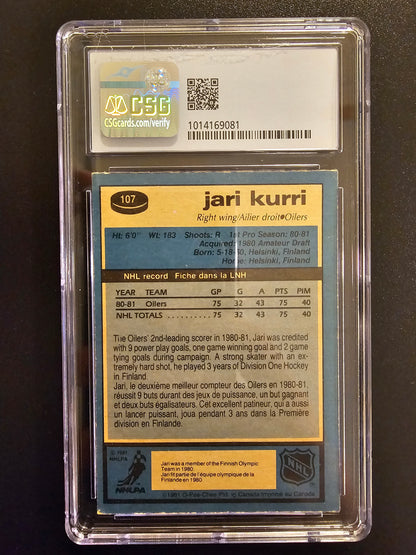 CSG
CSGcards.com/verify
1014169081
107
jari kurri
Right wing/Ailier droit•Oilers
Ht: 6'0" Wt: 183 Shoots: R 1st Pro Season: 80-81
Acquired: 1980 Amateur Draft
Born: 5-18-60, Helsinki, Finland
Home: Helsinki, Finland
NHL record Fiche dans la LNH
YEAR TEAM GP G A PTS PIM
80-81 Oilers 75 32 43 75 40
NHL TOTALS 75 32 43 75 40
The Oilers' 2nd-leading scorer in 1980-81, Jari was credited
with 9 power play goals, one game winning goal and 2 game
tying goals during campaign. A strong skater with an ex-
tremely hard shot, he played 3 years of Division One Hockey
in Finland.
Jari, le deuxième meilleur compteur des Oilers en 1980-81,
réussit 9 buts durant des jeux de puissance, un but gagnant
et deux buts égalisateurs. Cet excellent patineur, qui a aussi
un lancer puissant, joua pendant 3 ans dans la Première
division en Finlande.
© 1981
NHLPA
NHLPA
Jari was a member of the Finnish Olympic
Team in 1980.
Jari fit partie de l'équipe olympique de la
Finlande en 1980
NHL
©1981 O-Pee-Chee Ptd. in Canada Imprimé au Canada